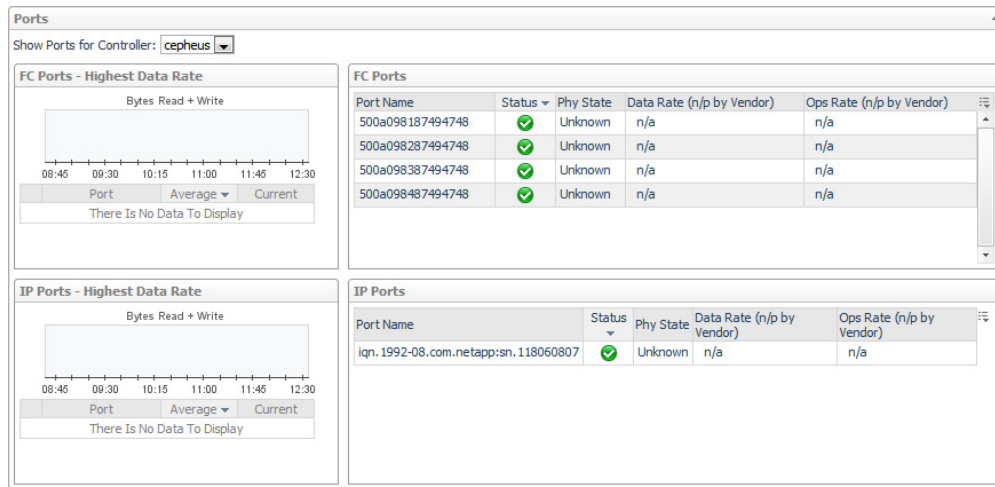 Ports
Show Ports for Controller: cepheus
FC Ports - Highest Data Rate
Bytes Read + Write
08:45 09:30 10:15 11:00 11:45 12:30
Port Average Current
There Is No Data To Display
FC Ports
Port Name Status Phy State Data Rate (n/p by Vendor) Ops Rate (n/p by Vendor)
500a098187494748 Unknown n/a n/a
500a098287494748 Unknown n/a n/a
500a098387494748 Unknown n/a n/a
500a098487494748 Unknown n/a n/a
IP Ports - Highest Data Rate
Bytes Read + Write
08:45 09:30 10:15 11:00 11:45 12:30
Port Average Current
There Is No Data To Display
IP Ports
Port Name Status Phy State Data Rate (n/p by Vendor) Ops Rate (n/p by Vendor)
iqn.1992-08.com.netapp:sn.118060807 Unknown n/a n/a